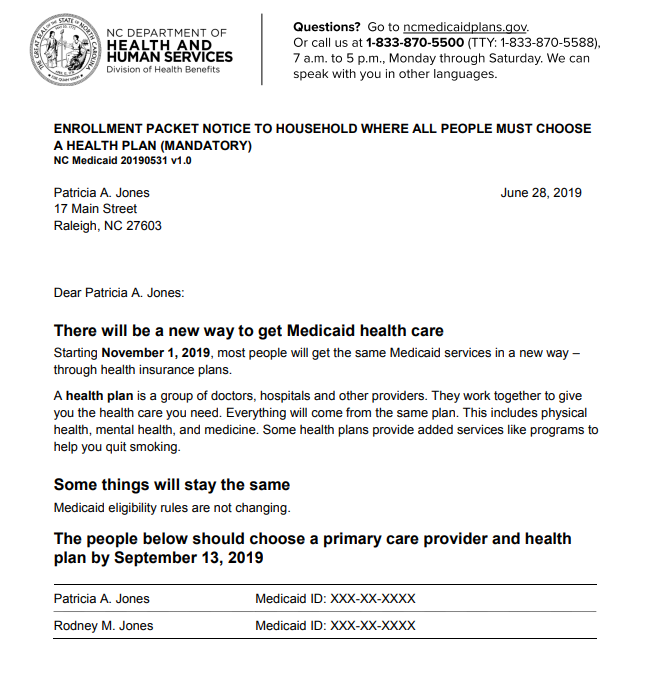 NC DEPARTMENT OF
HEALTH AND
HUMAN SERVICES
Division of Health Benefits
Questions? Go to ncmedicaidplans.gov.
Or call us at 1-833-870-5500 (TTY: 1-833-870-5588),
7 a.m. to 5 p.m., Monday through Saturday. We can
speak with you in other languages.
ENROLLMENT PACKET NOTICE TO HOUSEHOLD WHERE ALL PEOPLE MUST CHOOSE
A HEALTH PLAN (MANDATORY)
NC Medicaid 20190531 v1.0
Patricia A. Jones June 28, 2019
17 Main Street
Raleigh, NC 27603
Dear Patricia A. Jones:
There will be a new way to get Medicaid health care
Starting November 1, 2019, most people will get the same Medicaid services in a new way –
through health insurance plans.
A health plan is a group of doctors, hospitals and other providers. They work together to give
you the health care you need. Everything will come from the same plan. This includes physical
health, mental health, and medicine. Some health plans provide added services like programs to
help you quit smoking.
Some things will stay the same
Medicaid eligibility rules are not changing.
The people below should choose a primary care provider and health
plan by September 13, 2019
Patricia A. Jones Medicaid ID: XXX-XX-XXXX
Rodney M. Jones Medicaid ID: XXX-XX-XXXX